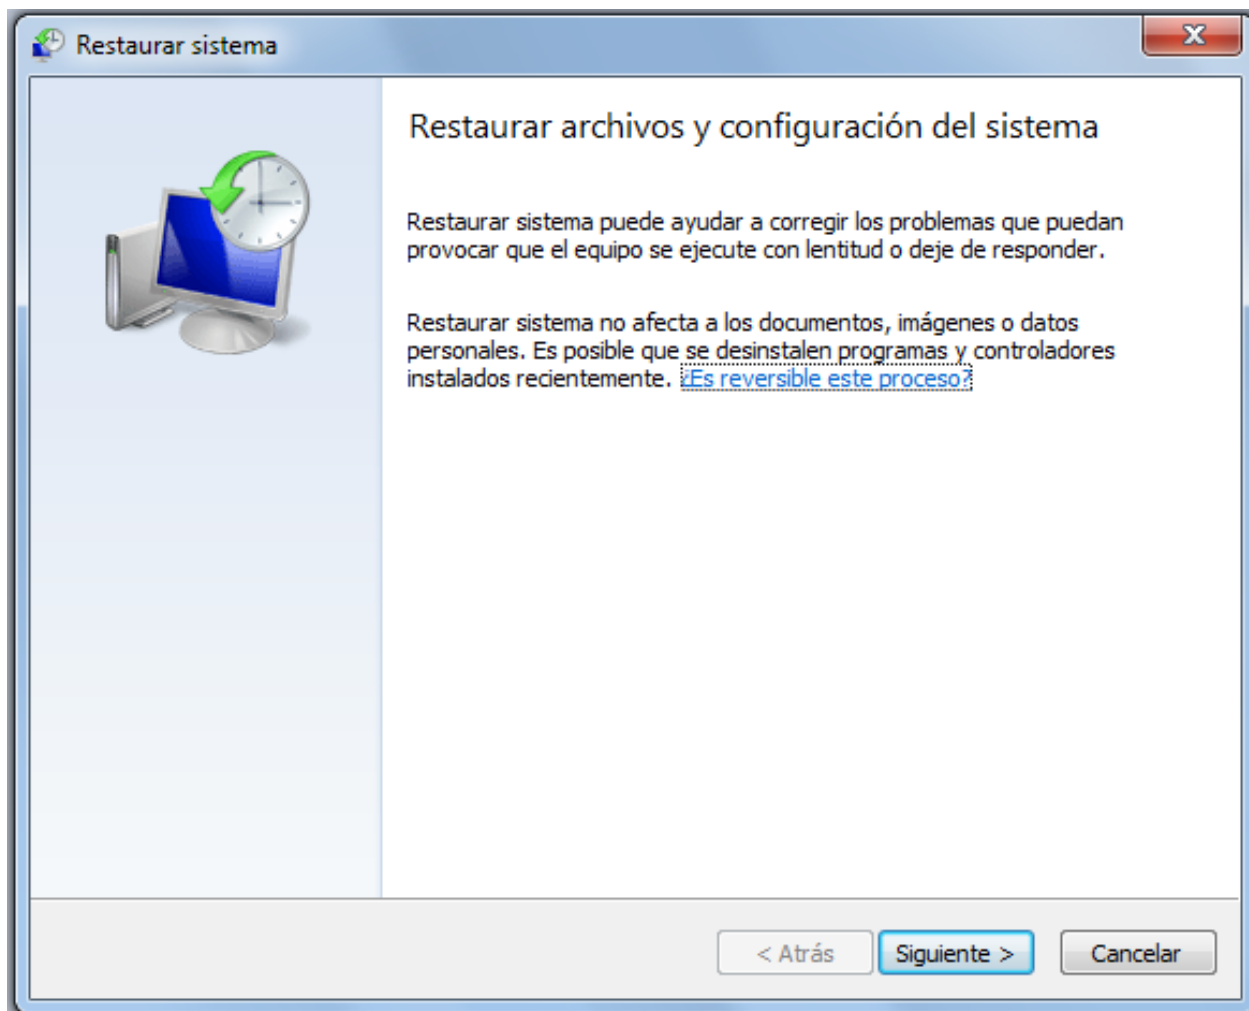 Restaurar sistema
Restaurar archivos y configuración del sistema
Restaurar sistema puede ayudar a corregir los problemas que puedan
provocar que el equipo se ejecute con lentitud o deje de responder.
Restaurar sistema no afecta a los documentos, imágenes o datos
personales. Es posible que se desinstalen programas y controladores
instalados recientemente. ¿Es reversible este proceso?
< Atrás Siguiente > Cancelar